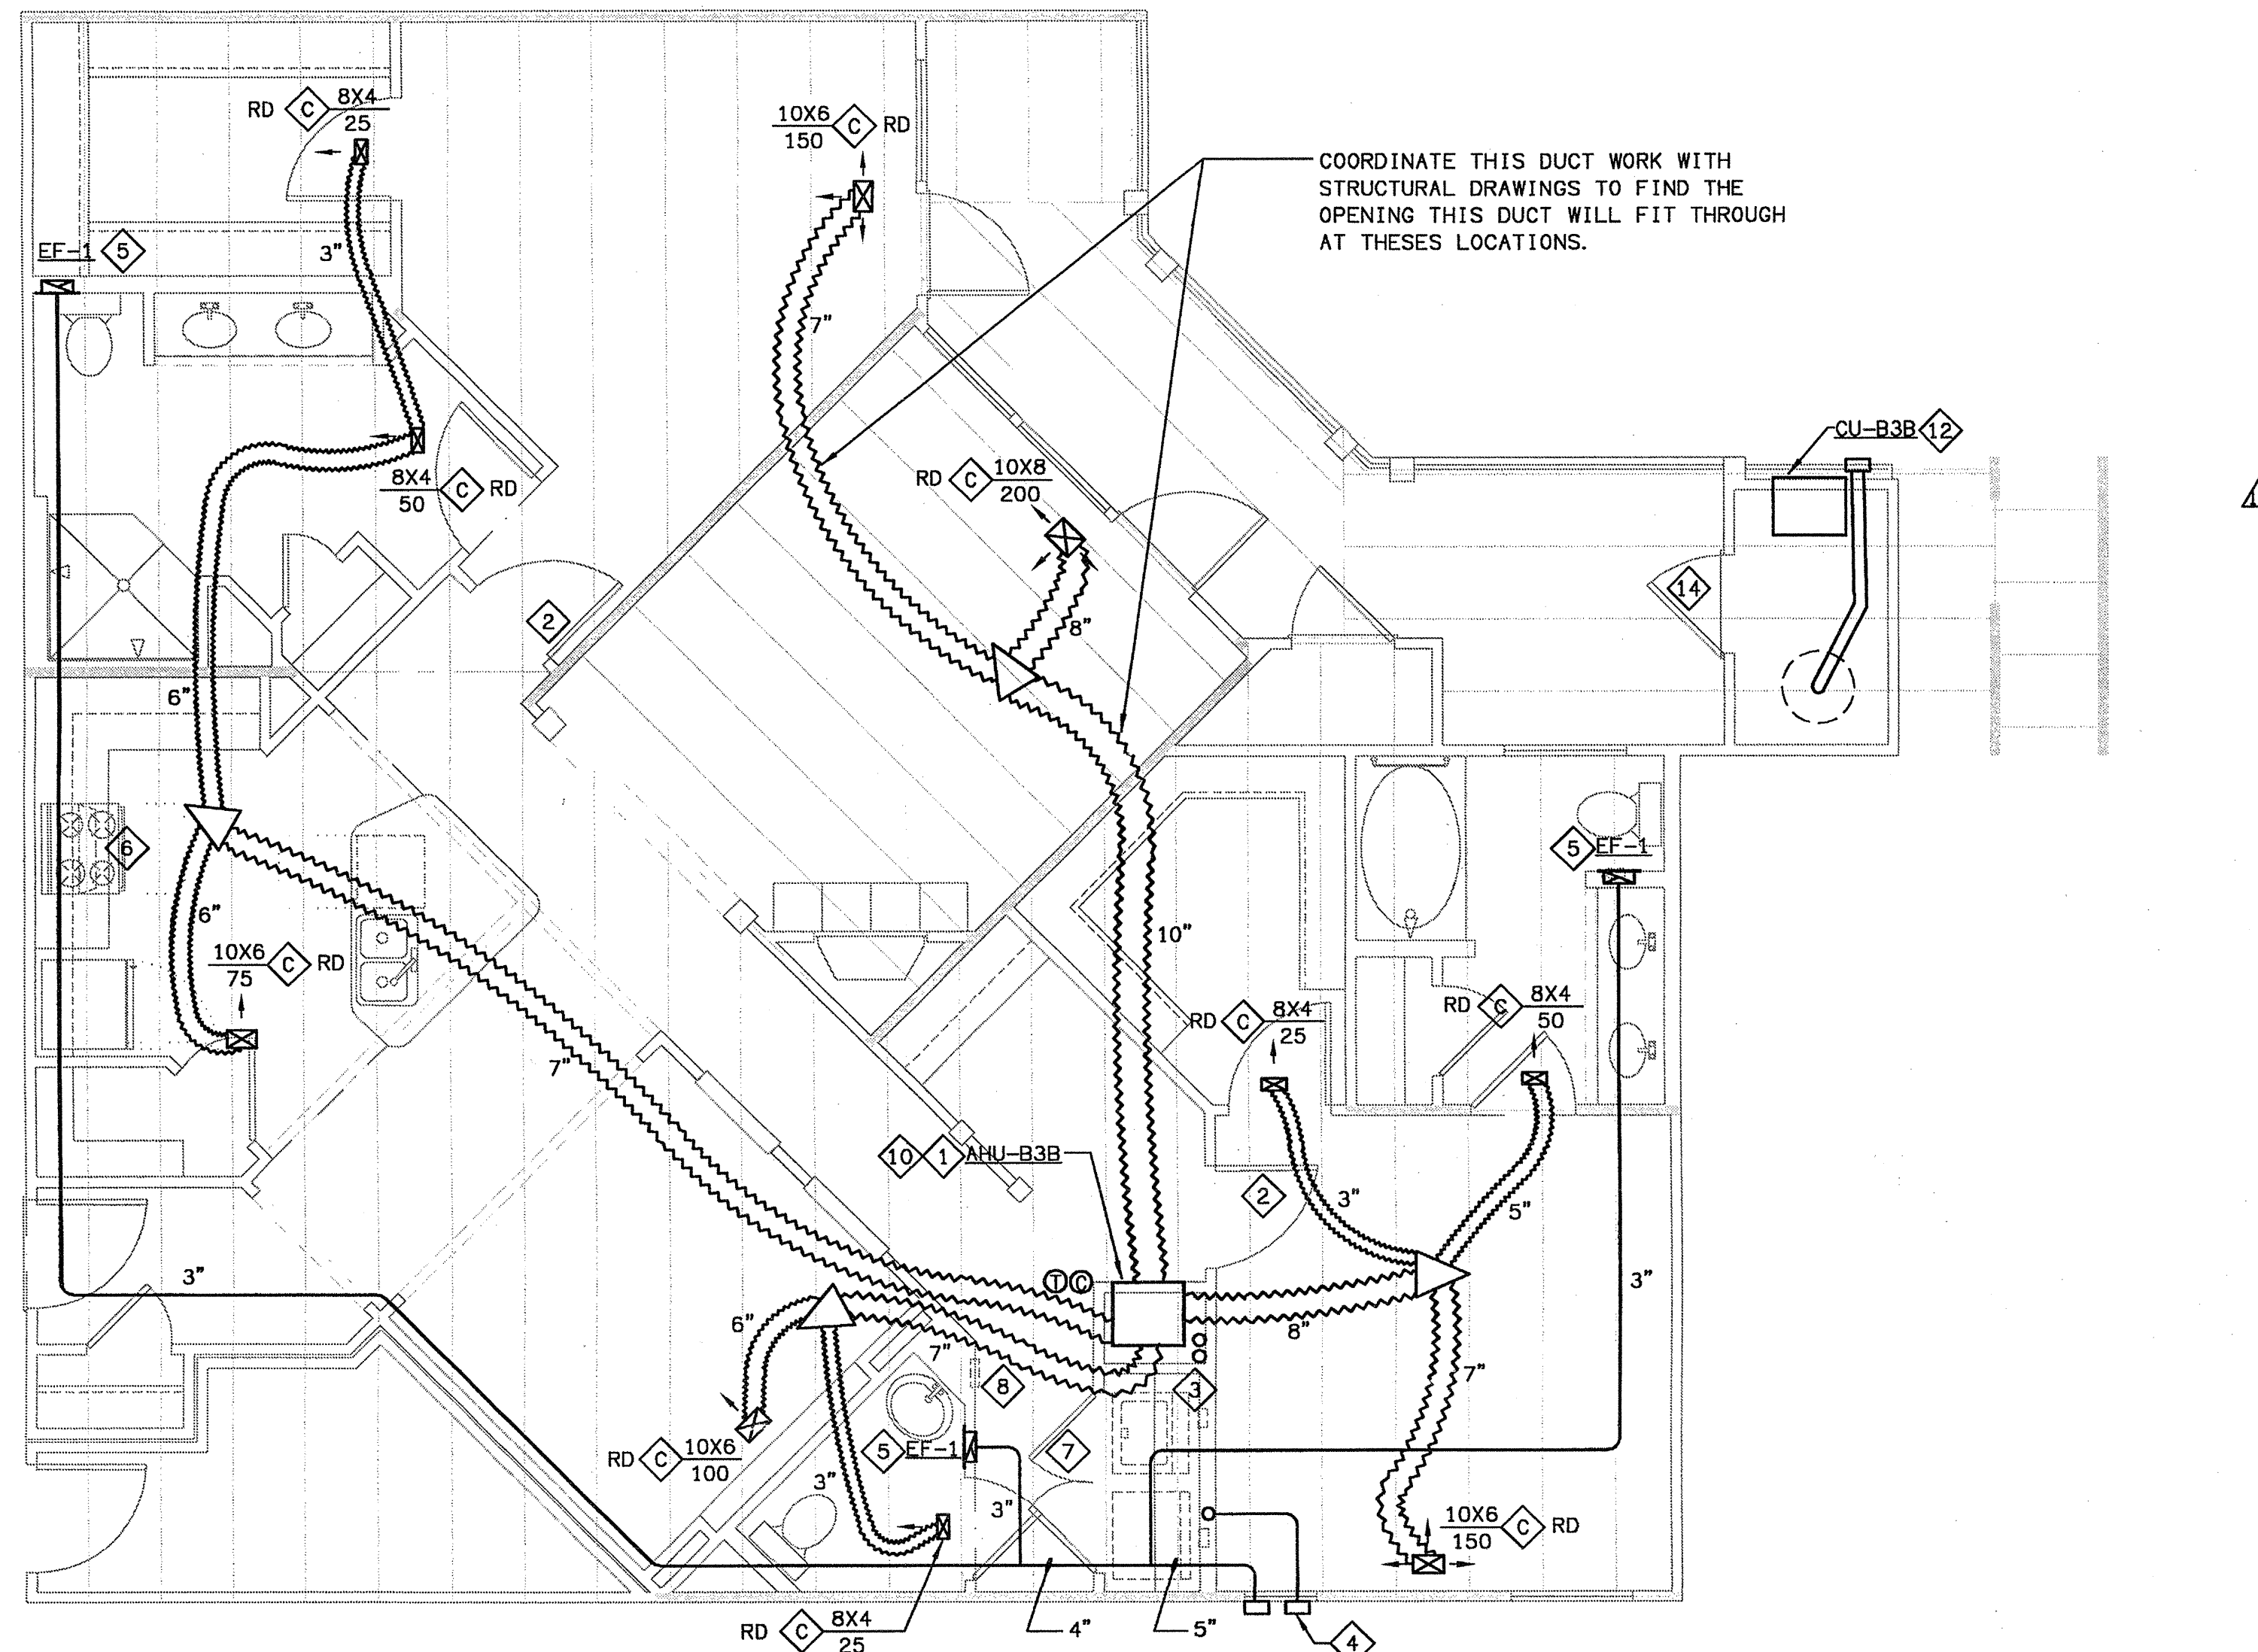 RD C 8X4
25
10X6 C RD
150
COORDINATE THIS DUCT WORK WITH
STRUCTURAL DRAWINGS TO FIND THE
OPENING THIS DUCT WILL FIT THROUGH
AT THESES LOCATIONS.
EF-1 5
3"
7"
CU-B3B 12
RD C 10X8
200
8X4 C RD
50
14
2
8"
6"
6
5 EF-1
6"
10X6 C RD
75
10"
RD C 8X4
25
RD C 8X4
50
7"
10 1 AHU-B3B
2
3"
5"
3"
T C
3"
6"
8"
7"
7"
8
3
RD C 10X6
100
5 EF-1
7
3"
3"
10X6 C RD
150
RD C 8X4
25
4"
5"
4